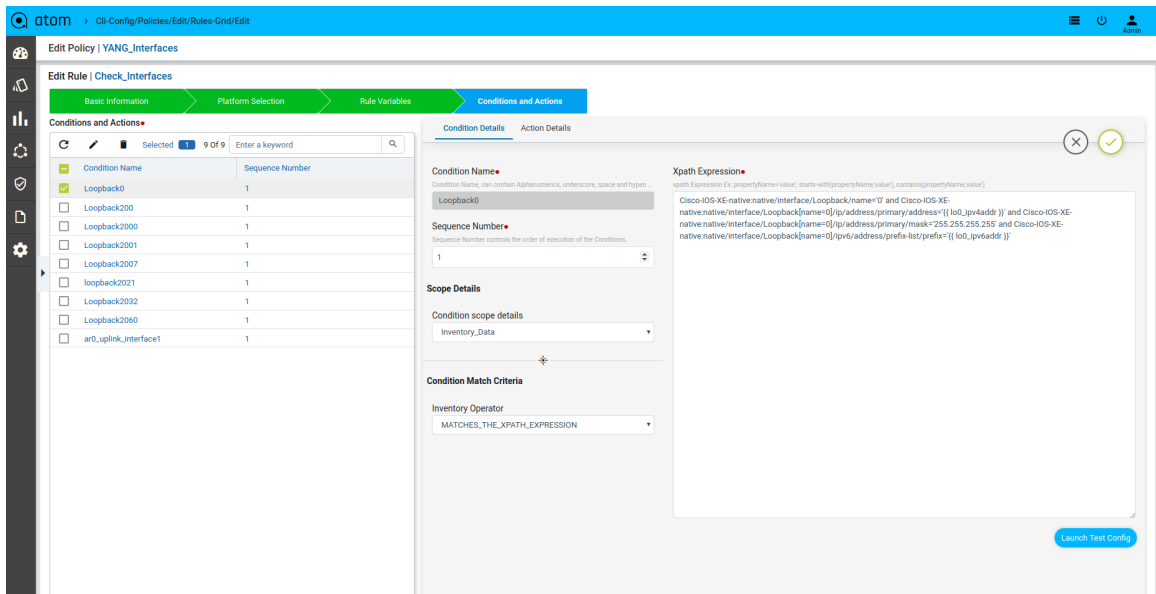 atom > Cli-Config/Policies/Edit/Rules-Grid/Edit
Admin
Edit Policy | YANG_Interfaces
Edit Rule | Check_Interfaces
Basic Information
Platform Selection
Rule Variables
Conditions and Actions
Conditions and Actions
Selected 1 9 Of 9 Enter a keyword
Condition Name Sequence Number
Loopback0 1
Loopback200 1
Loopback2000 1
Loopback2001 1
Loopback2007 1
loopback2021 1
Loopback2032 1
Loopback2060 1
ar0_uplink_interface1 1
Condition Details Action Details
Condition Name
Condition Name, can contain Alphanumerics, underscore, space and hypen ...
Loopback0
Sequence Number
Sequence Number controls the order of execution of the Conditions
1
Scope Details
Condition scope details
Inventory_Data
Condition Match Criteria
Inventory Operator
MATCHES_THE_XPATH_EXPRESSION
Xpath Expression
xpath Expression Ex: propertyName='value', starts-with(propertyName,'value'), contains(propertyName,'value')
Cisco-IOS-XE-native:native/interface/Loopback/name='0' and Cisco-IOS-XE-
native:native/interface/Loopback[name=0]/ip/address/primary/address='{{ lo0_ipv4addr }}' and Cisco-IOS-XE-
native:native/interface/Loopback[name=0]/ip/address/primary/mask='255.255.255.255' and Cisco-IOS-XE-
native:native/interface/Loopback[name=0]/ipv6/address/prefix-list/prefix='{{ lo0_ipv6addr }}'
Launch Test Config